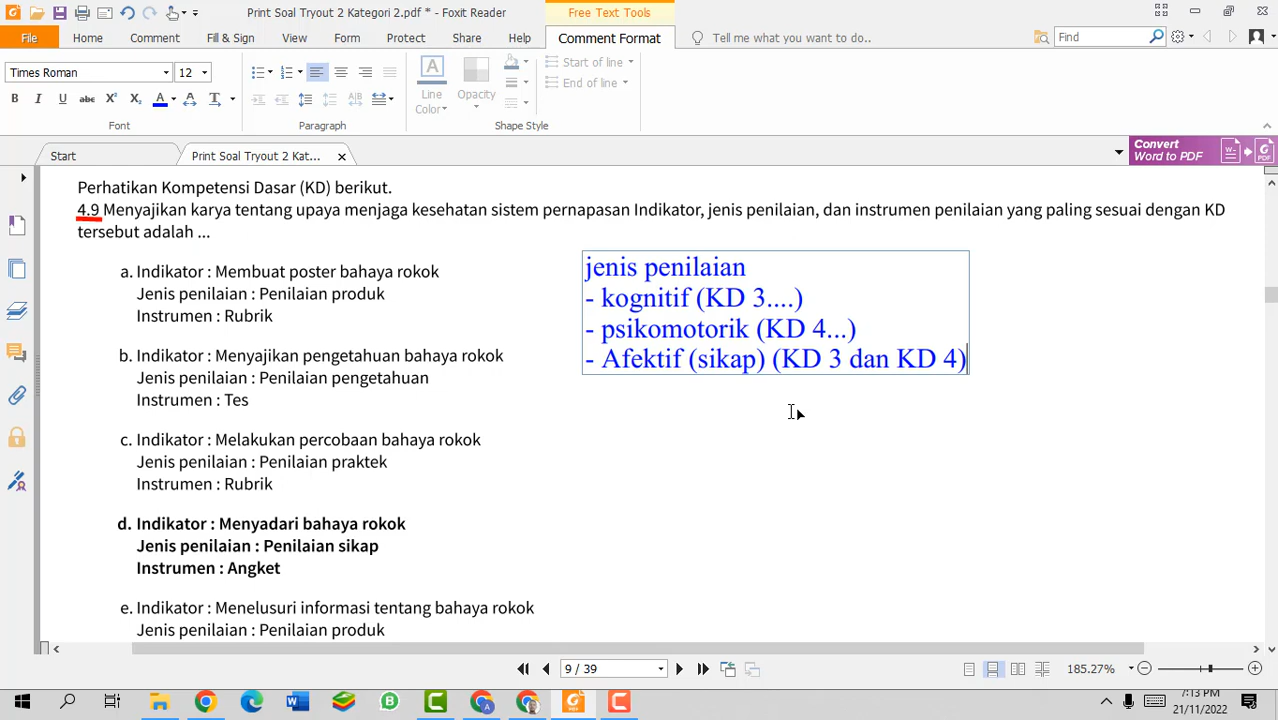 Print Soal Tryout 2 Kategori 2.pdf * - Foxit Reader
Free Text Tools
File Home Comment Fill & Sign View Form Protect Share Help Comment Format Tell me what you want to do.. Find
Times Roman 12
Start of line
End of line
Line Color
Opacity
Font Paragraph Shape Style
Start
Print Soal Tryout 2 Kat...
Convert
Word to PDF
PDF
Perhatikan Kompetensi Dasar (KD) berikut.
4.9 Menyajikan karya tentang upaya menjaga kesehatan sistem pernapasan Indikator, jenis penilaian, dan instrumen penilaian yang paling sesuai dengan KD
tersebut adalah ...
a. Indikator : Membuat poster bahaya rokok
Jenis penilaian : Penilaian produk
Instrumen : Rubrik
b. Indikator : Menyajikan pengetahuan bahaya rokok
Jenis penilaian : Penilaian pengetahuan
Instrumen : Tes
c. Indikator : Melakukan percobaan bahaya rokok
Jenis penilaian : Penilaian praktek
Instrumen : Rubrik
d. Indikator : Menyadari bahaya rokok
Jenis penilaian : Penilaian sikap
Instrumen : Angket
e. Indikator : Menelusuri informasi tentang bahaya rokok
Jenis penilaian : Penilaian produk
jenis penilaian
- kognitif (KD 3....)
- psikomotorik (KD 4...)
- Afektif (sikap) (KD 3 dan KD 4)
9 / 39
185.27%
7:13 PM
21/11/2022